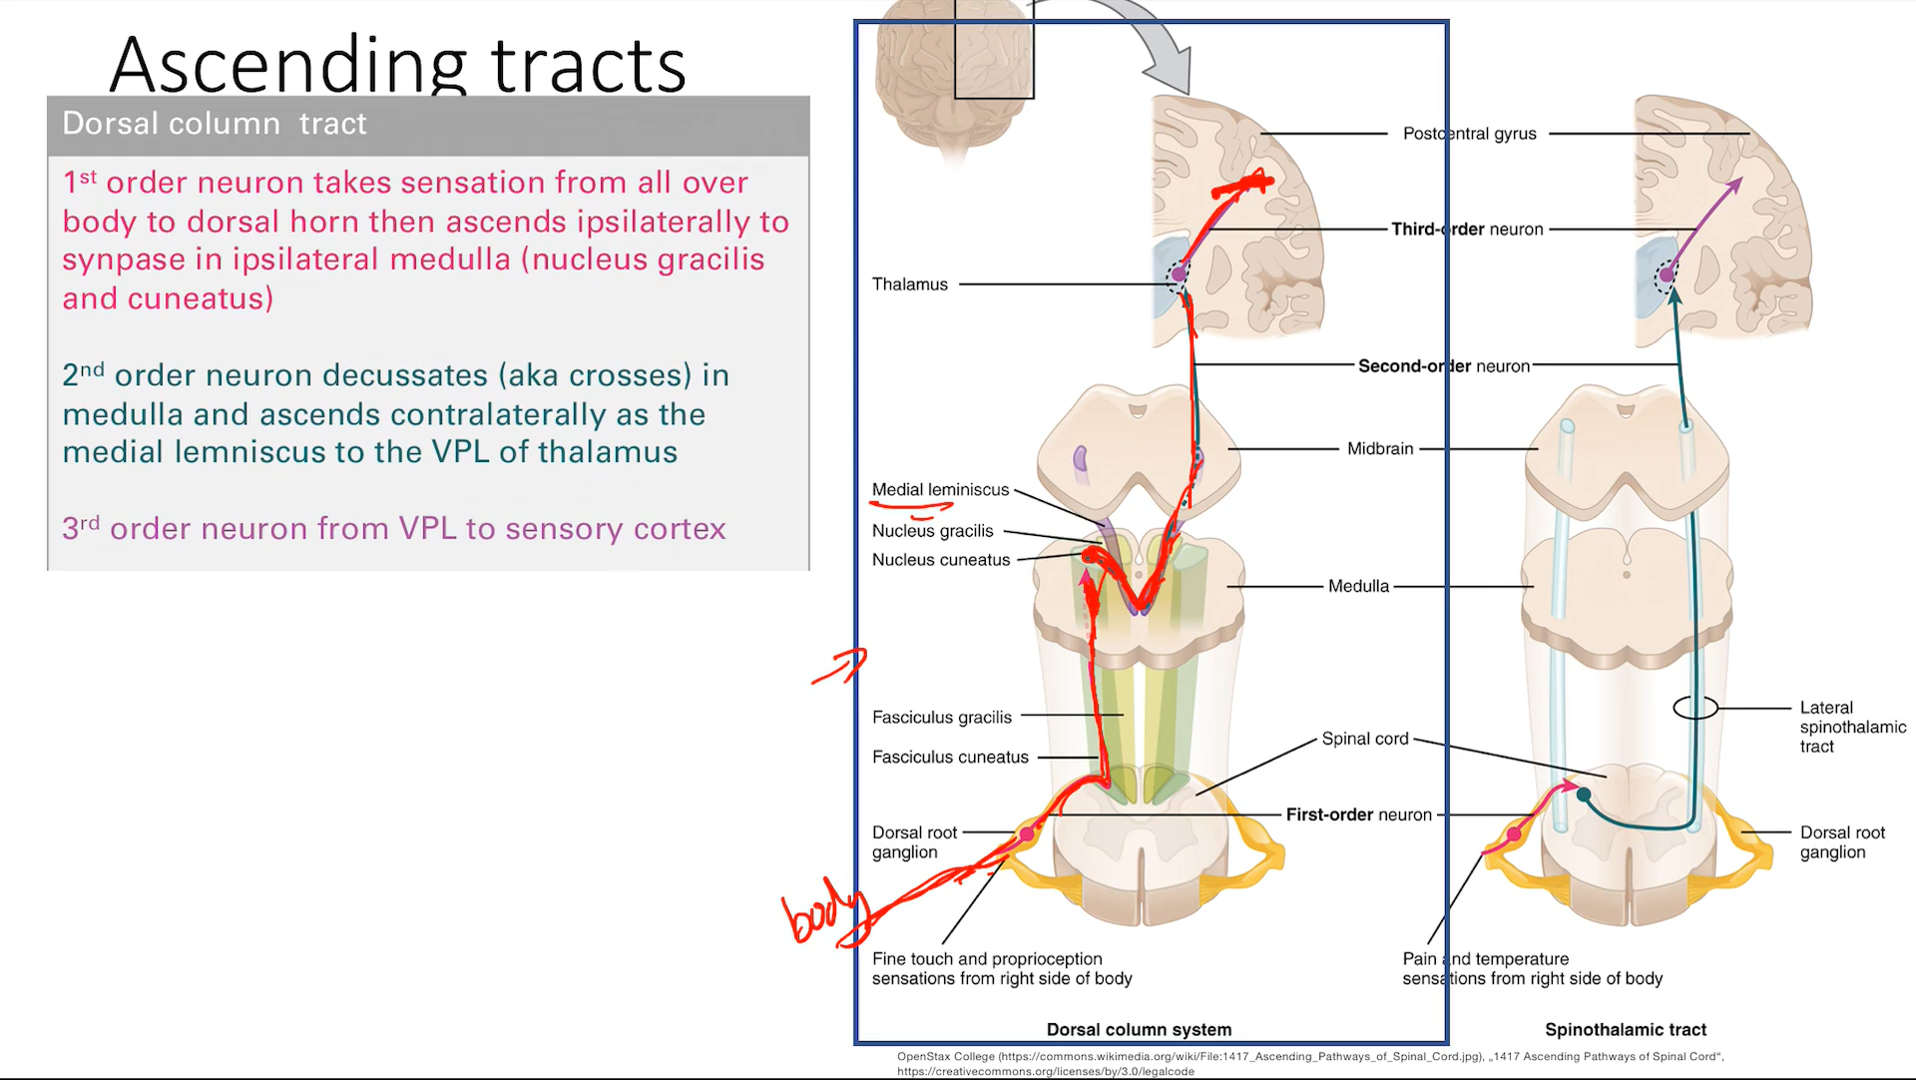 Ascending tracts
Dorsal column tract
1st order neuron takes sensation from all over
body to dorsal horn then ascends ipsilaterally to
synpase in ipsilateral medulla (nucleus gracilis
and cuneatus)
2nd order neuron decussates (aka crosses) in
medulla and ascends contralaterally as the
medial lemniscus to the VPL of thalamus
3rd order neuron from VPL to sensory cortex
Postcentral gyrus
Third-order neuron
Thalamus
Second-order neuron
Midbrain
Medial leminiscus
Nucleus gracilis
Nucleus cuneatus
Medulla
Fasciculus gracilis
Fasciculus cuneatus
Spinal cord
Lateral
spinothalamic
tract
First-order neuron
Dorsal root
ganglion
Dorsal root
ganglion
body
Fine touch and proprioception
sensations from right side of body
Pain and temperature
sensations from right side of body
Dorsal column system
Spinothalamic tract
OpenStax College (https://commons.wikimedia.org/wiki/File:1417_Ascending_Pathways_of_Spinal_Cord.jpg), „1417 Ascending Pathways of Spinal Cord“,
https://creativecommons.org/licenses/by/3.0/legalcode